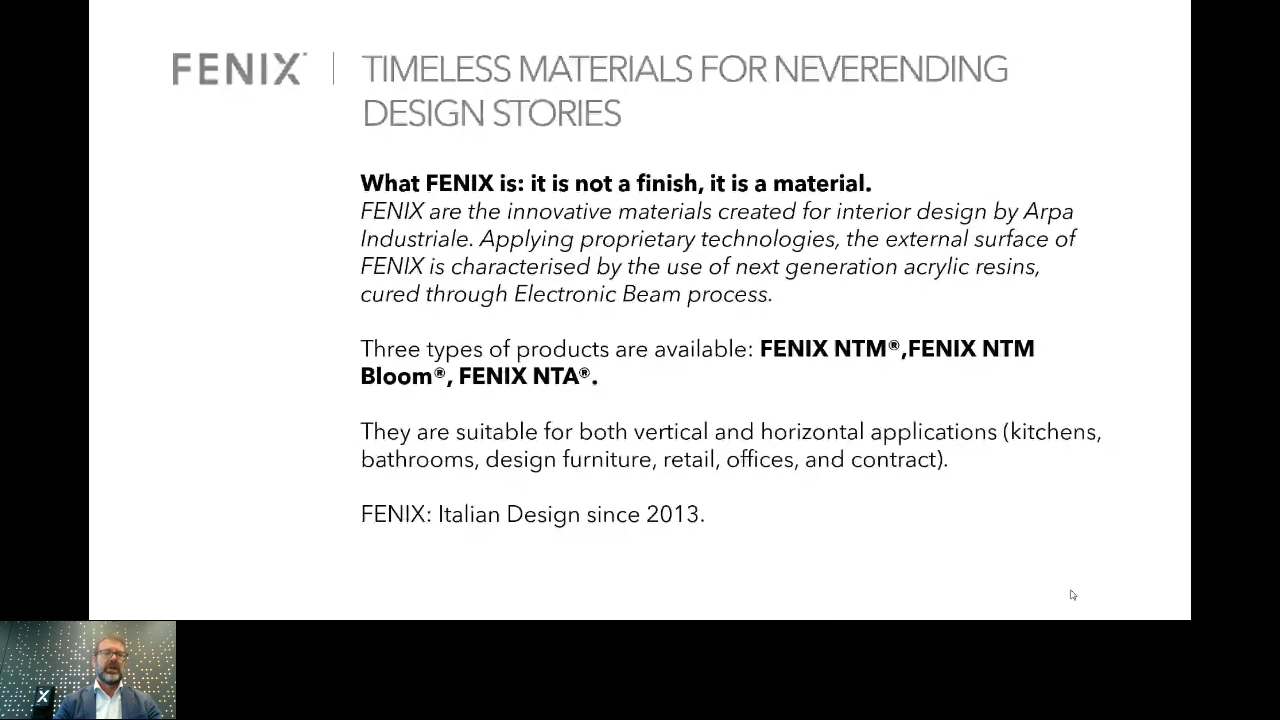 FENIX
TIMELESS MATERIALS FOR NEVERENDING
DESIGN STORIES
What FENIX is: it is not a finish, it is a material.
FENIX are the innovative materials created for interior design by Arpa
Industriale. Applying proprietary technologies, the external surface of
FENIX is characterised by the use of next generation acrylic resins,
cured through Electronic Beam process.
Three types of products are available: FENIX NTM®,FENIX NTM
Bloom®, FENIX NTA®.
They are suitable for both vertical and horizontal applications (kitchens,
bathrooms, design furniture, retail, offices, and contract).
FENIX: Italian Design since 2013.
X